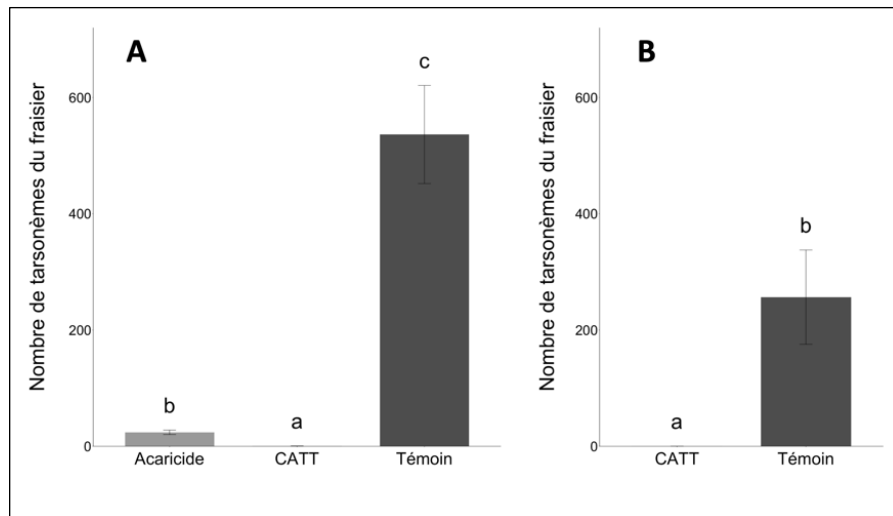 A
Nombre de tarsonèmes du fraisier
600
400
200
0
b
a
c
Acaricide
CATT
Témoin
B
Nombre de tarsonèmes du fraisier
600
400
200
0
a
b
CATT
Témoin